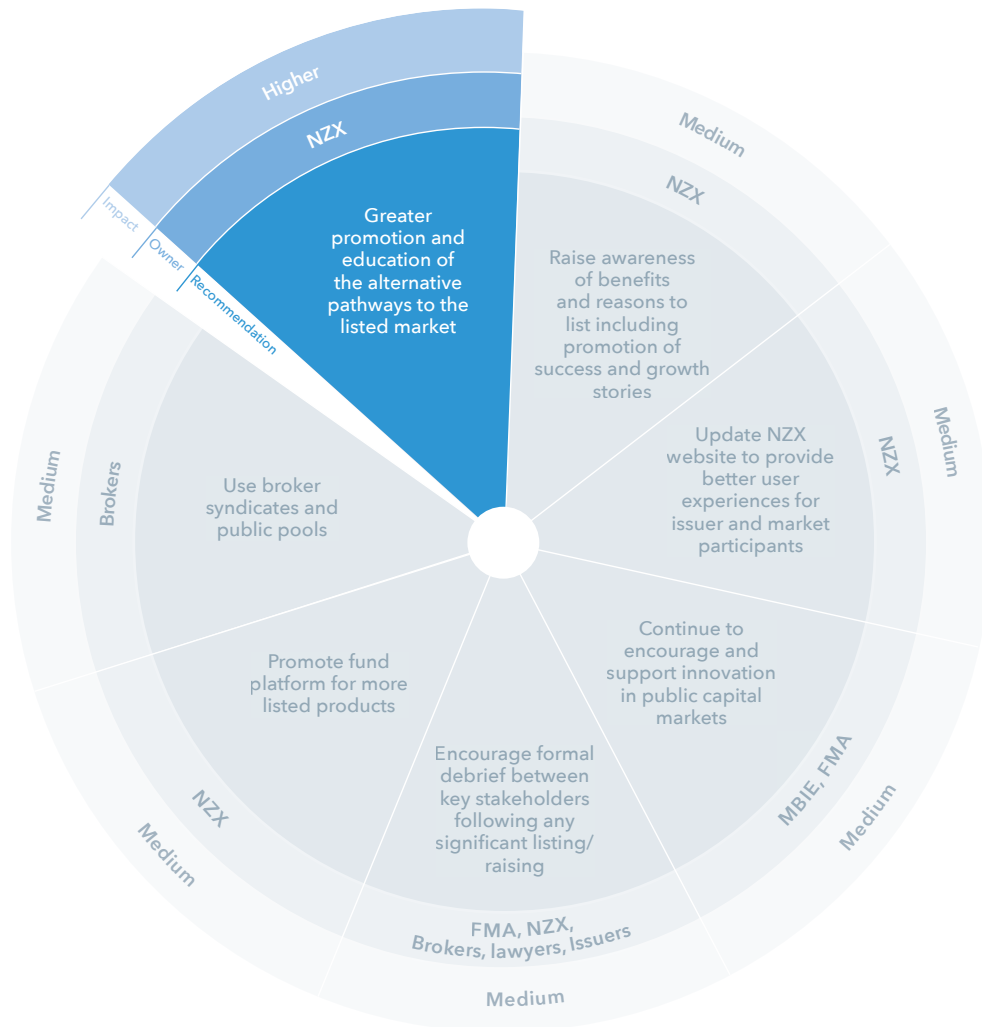 Higher
NZX
Greater
promotion and
education of
the alternative
pathways to the
listed market
Impact
Owner
Recommendation
Medium
NZX
Raise awareness
of benefits
and reasons to
list including
promotion of
success and growth
stories
Medium
NZX
Update NZX
website to provide
better user
experiences for
issuer and market
participants
Continue to
encourage and
support innovation
in public capital
markets
MBIE, FMA
Medium
Encourage formal
debrief between
key stakeholders
following any
significant listing/
raising
FMA, NZX,
Brokers, lawyers, Issuers
Medium
Promote fund
platform for more
listed products
NZX
Medium
Use broker
syndicates and
public pools
Brokers
Medium